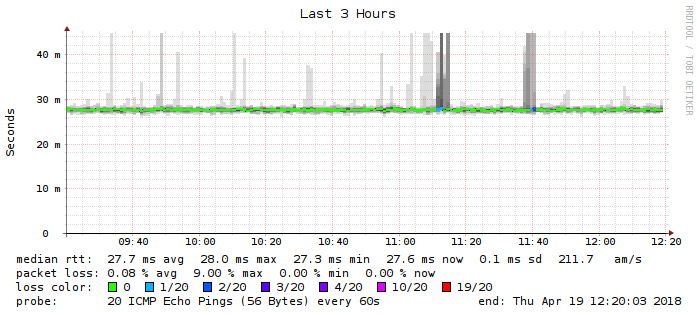 Last 3 Hours
RRDTOOL / TOBI OETIKER
Seconds
40 m
30 m
20 m
10 m
0
09:40 10:00 10:20 10:40 11:00 11:20 11:40 12:00 12:20
median rtt: 27.7 ms avg 28.0 ms max 27.3 ms min 27.6 ms now 0.1 ms sd 211.7 am/s
packet loss: 0.08 % avg 9.00 % max 0.00 % min 0.00 % now
loss color: 0 1/20 2/20 3/20 4/20 10/20 19/20
probe: 20 ICMP Echo Pings (56 Bytes) every 60s end: Thu Apr 19 12:20:03 2018